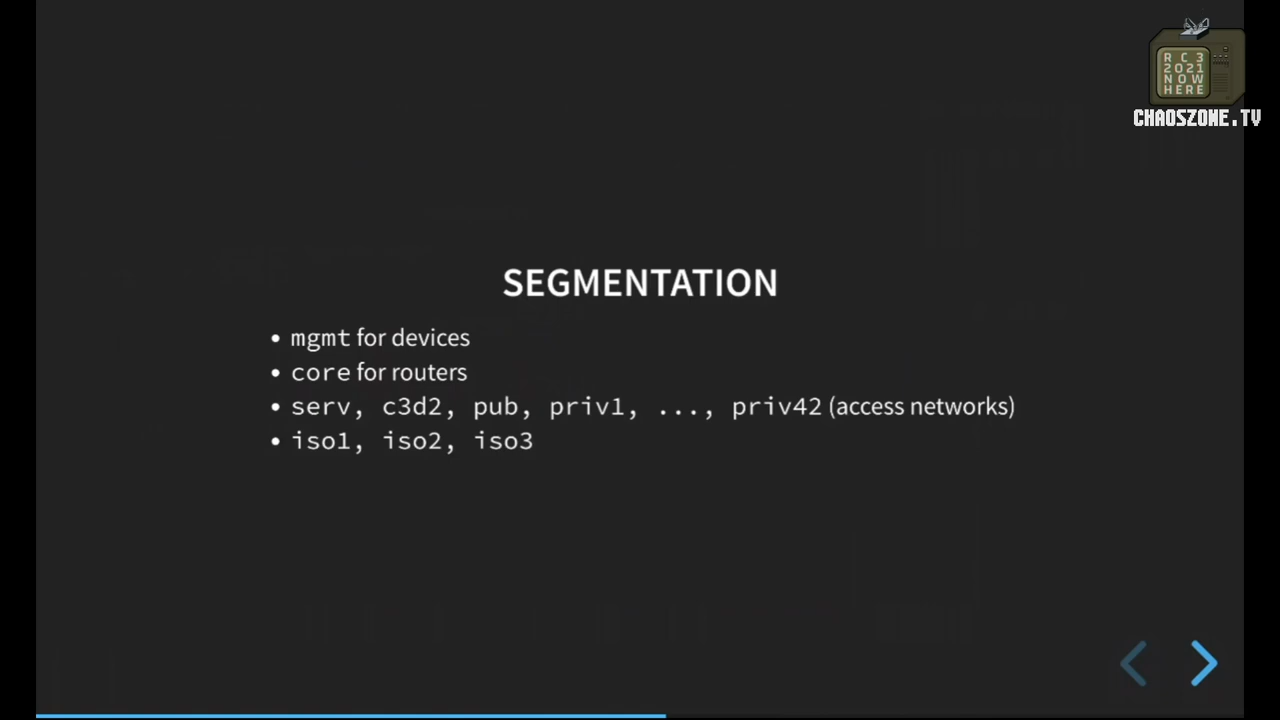 R C 3
2021
NOW
HERE
CHAOSZONE.TV
SEGMENTATION
• mgmt for devices
• core for routers
• serv, c3d2, pub, priv1, ..., priv42 (access networks)
• iso1, iso2, iso3